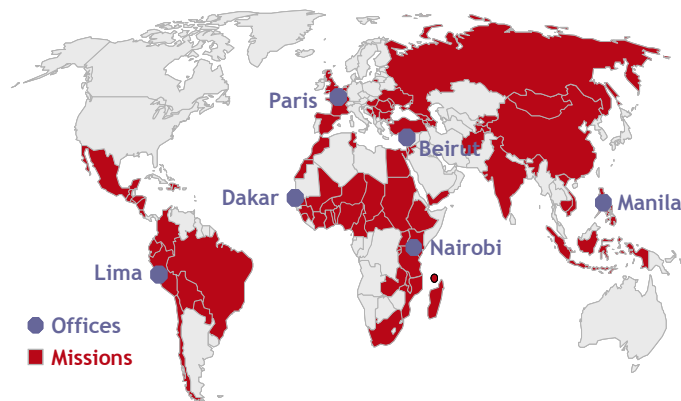 Paris
Beirut
Dakar
Manila
Nairobi
Lima
Offices
Missions